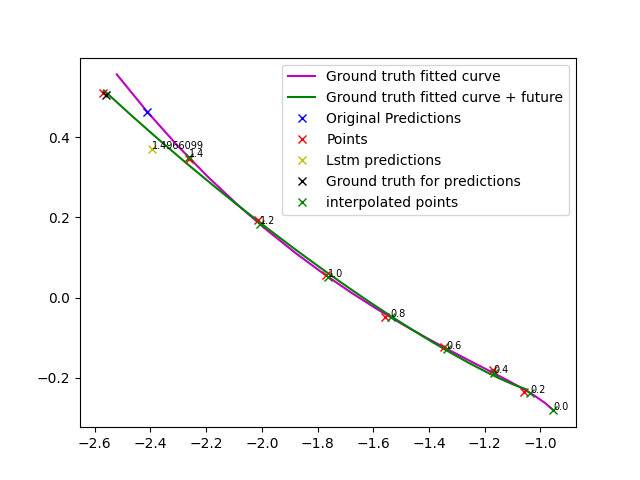 Ground truth fitted curve
Ground truth fitted curve + future
Original Predictions
Points
Lstm predictions
Ground truth for predictions
interpolated points
1.4966099
1.4
1.2
1.0
0.8
0.6
0.4
0.2
0.0
0.4
0.2
0.0
−0.2
−2.6 −2.4 −2.2 −2.0 −1.8 −1.6 −1.4 −1.2 −1.0